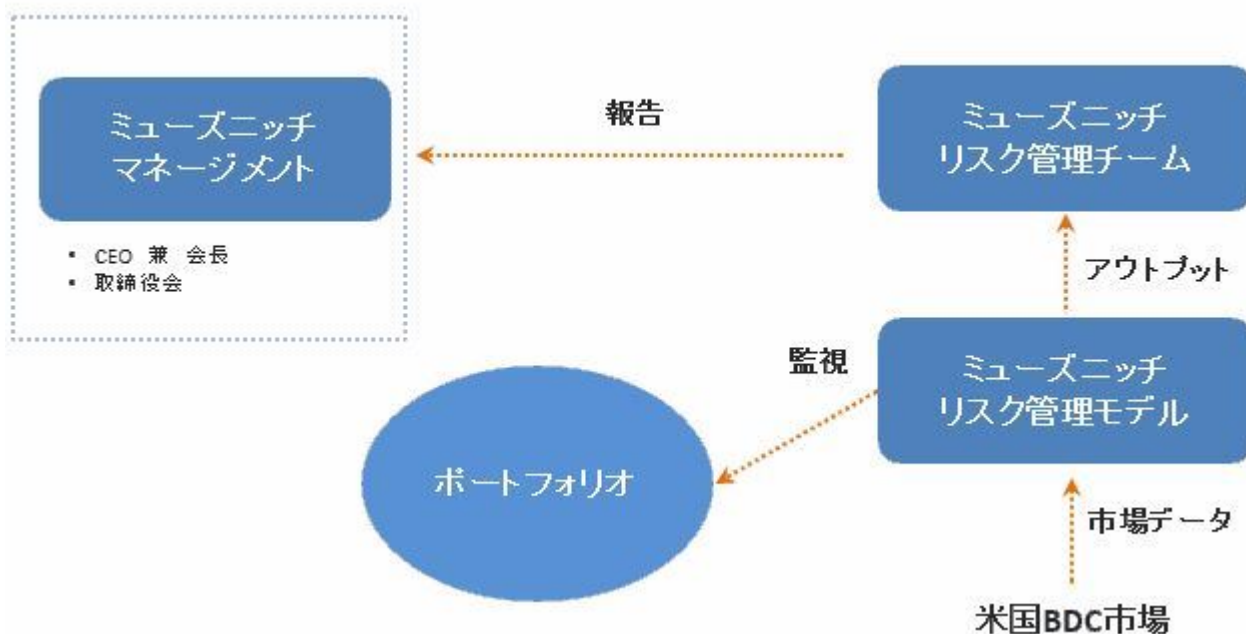 ミューズニッチ
マネージメント
• CEO 兼 会長
• 取締役会
報告
ミューズニッチ
リスク管理チーム
アウトプット
監視
ミューズニッチ
リスク管理モデル
ポートフォリオ
市場データ
米国BDC市場